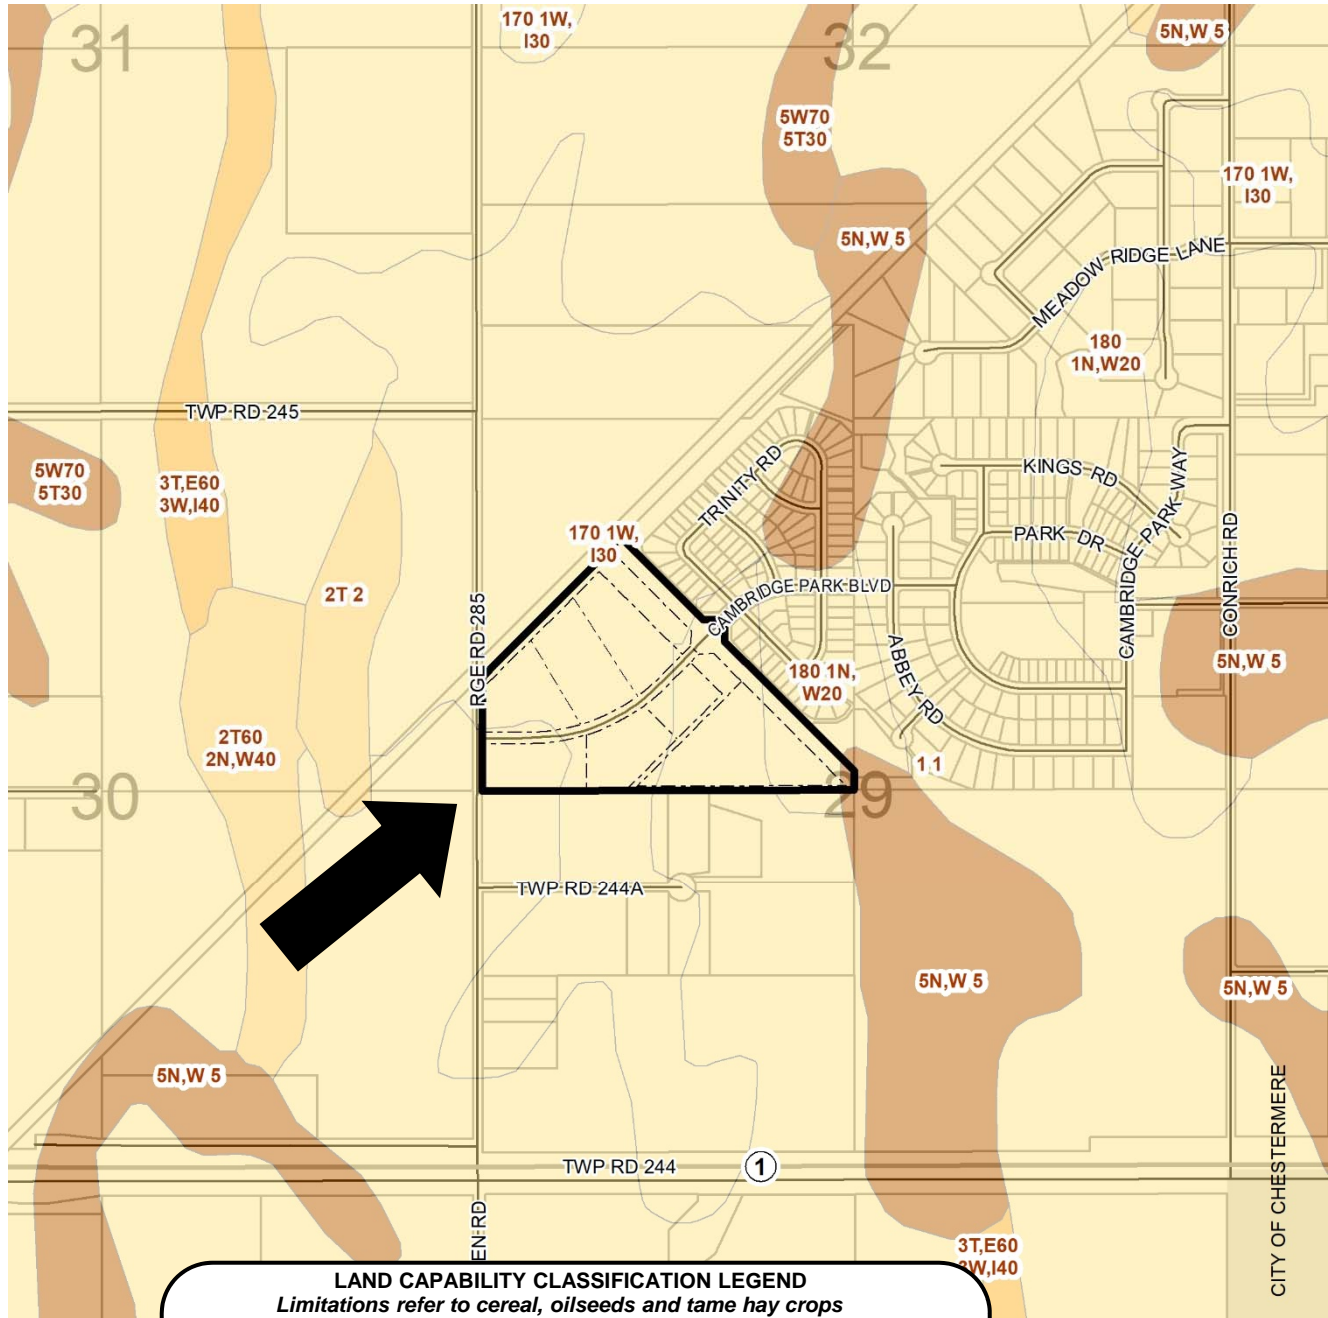 170 1W,
I30
31
32
5N,W 5
5W70
5T30
170 1W,
I30
5N,W 5
MEADOW RIDGE LANE
180
1N,W20
TWP RD 245
5W70
5T30
3T,E60
3W,I40
TRINITY RD
KINGS RD
CAMBRIDGE PARK WAY
170 1W,
I30
PARK DR
CONRICH RD
2T 2
CAMBRIDGE PARK BLVD
RGE RD 285
180 1N,
W20
ABBEY RD
5N,W 5
2T60
2N,W40
1 1
30
29
TWP RD 244A
5N,W 5
5N,W 5
5N,W 5
TWP RD 244
1
CITY OF CHESTERMERE
EN RD
3T,E60
3W,I40
LAND CAPABILITY CLASSIFICATION LEGEND
Limitations refer to cereal, oilseeds and tame hay crops